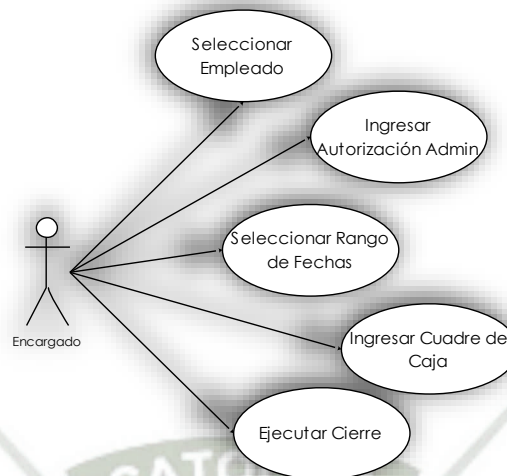 Seleccionar
Empleado
Ingresar
Autorización Admin
Seleccionar Rango
de Fechas
Encargado
Ingresar Cuadre de
Caja
Ejecutar Cierre